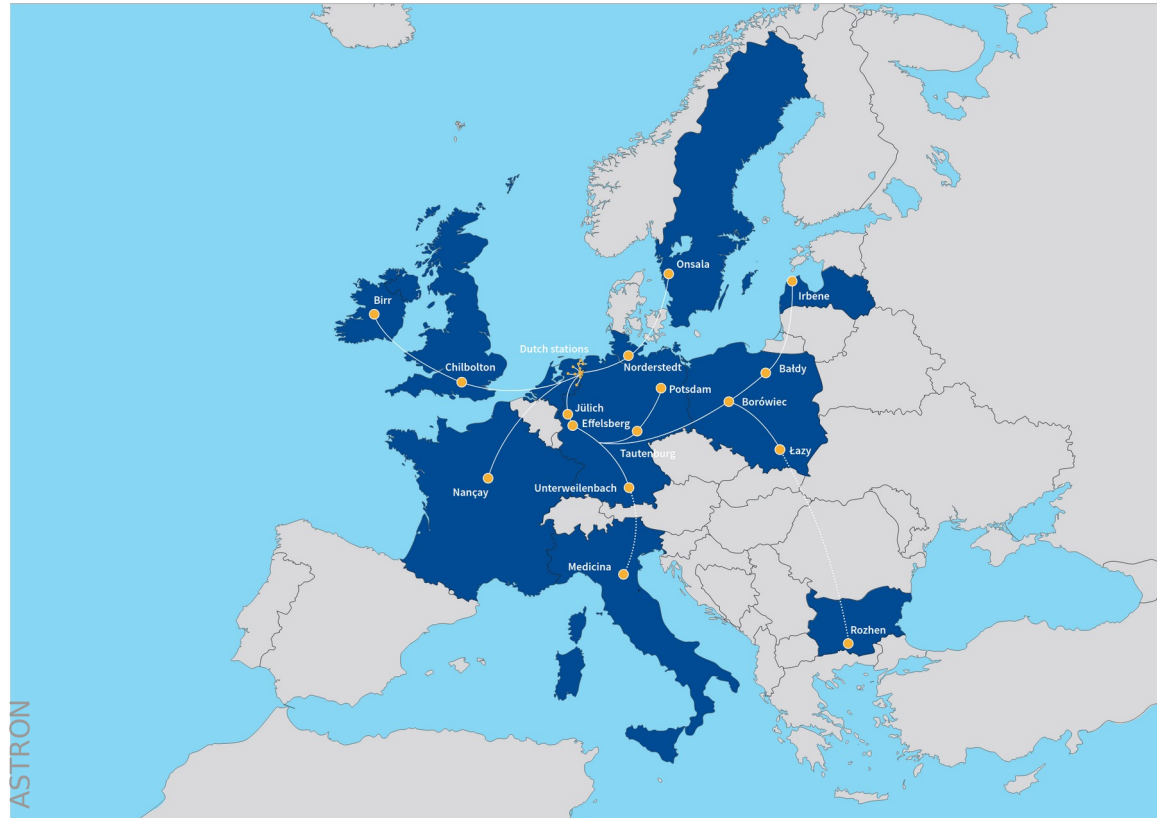 Onsala
Irbene
Birr
Dutch stations
Chilbolton
Norderstedt
Bałdy
Potsdam
Borówiec
Jülich
Effelsberg
Tautenburg
Łazy
Nançay
Unterweilenbach
Medicina
Rozhen
ASTRON